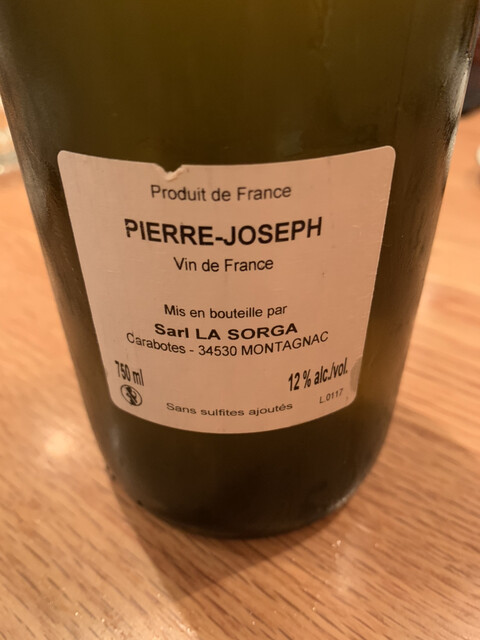 Produit de France
PIERRE-JOSEPH
Vin de France
Mis en bouteille par
Sarl LA SORGA
Carabotes - 34530 MONTAGNAC
750 ml
12 % alc./vol.
L.0117
Sans sulfites ajoutés